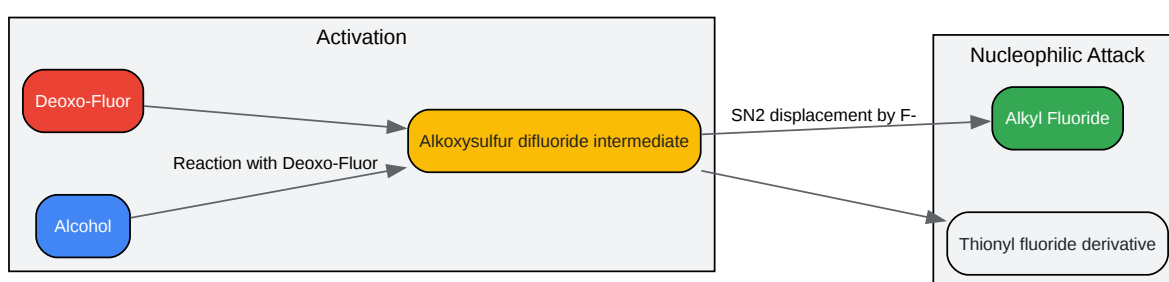 Activation
Deoxo-Fluor
Reaction with Deoxo-Fluor
Alcohol
Alkoxysulfur difluoride intermediate
SN2 displacement by F-
Nucleophilic Attack
Alkyl Fluoride
Thionyl fluoride derivative